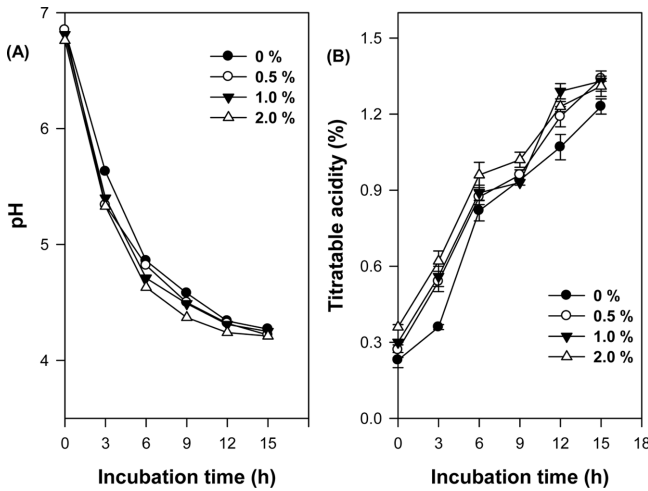 (A)
pH
7
6
5
4
0 %
0.5 %
1.0 %
2.0 %
0 3 6 9 12 15
Incubation time (h)
(B)
Titratable acidity (%)
1.5
1.2
0.9
0.6
0.3
0.0
0 %
0.5 %
1.0 %
2.0 %
0 3 6 9 12 15 18
Incubation time (h)